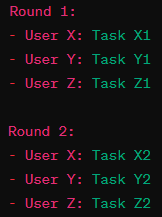 Round 1:
- User X: Task X1
- User Y: Task Y1
- User Z: Task Z1
Round 2:
- User X: Task X2
- User Y: Task Y2
- User Z: Task Z2